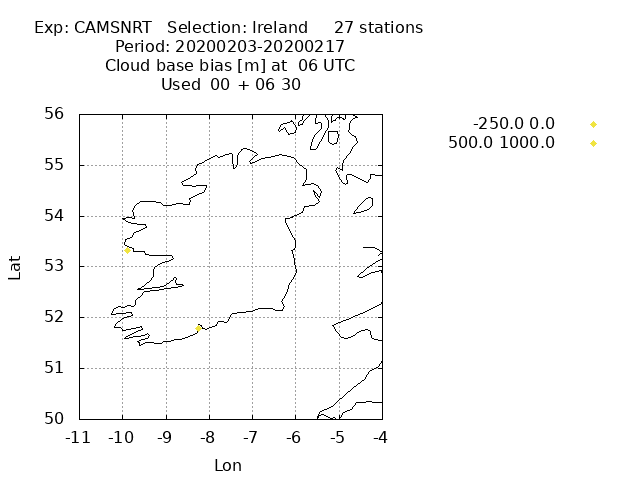 Exp: CAMSNRT   Selection: Ireland     27 stations
Period: 20200203-20200217
Cloud base bias [m] at  06 UTC
Used  00 + 06 30
-250.0 0.0
500.0 1000.0
56
55
54
53
52
51
50
-11 -10 -9 -8 -7 -6 -5 -4
Lat
Lon